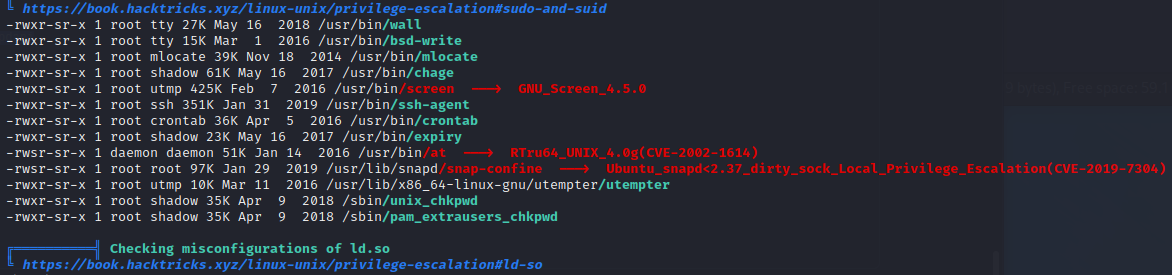 https://book.hacktricks.xyz/linux-unix/privilege-escalation#sudo-and-suid
-rwxr-sr-x 1 root tty 27K May 16  2018 /usr/bin/wall
-rwxr-sr-x 1 root tty 15K Mar  1  2016 /usr/bin/bsd-write
-rwxr-sr-x 1 root mlocate 39K Nov 18  2014 /usr/bin/mlocate
-rwxr-sr-x 1 root shadow 61K May 16  2017 /usr/bin/chage
-rwxr-sr-x 1 root utmp 425K Feb  7  2016 /usr/bin/screen  --->  GNU_Screen_4.5.0
-rwxr-sr-x 1 root ssh 351K Jan 31  2019 /usr/bin/ssh-agent
-rwxr-sr-x 1 root crontab 36K Apr  5  2016 /usr/bin/crontab
-rwxr-sr-x 1 root shadow 23K May 16  2017 /usr/bin/expiry
-rwsr-sr-x 1 daemon daemon 51K Jan 14  2016 /usr/bin/at  --->  RTru64_UNIX_4.0g(CVE-2002-1614)
-rwsr-sr-x 1 root root 97K Jan 29  2019 /usr/lib/snapd/snap-confine  --->  Ubuntu_snapd<2.37_dirty_sock_Local_Privilege_Escalation(CVE-2019-7304)
-rwxr-sr-x 1 root utmp 10K Mar 11  2016 /usr/lib/x86_64-linux-gnu/utempter/utempter
-rwxr-sr-x 1 root shadow 35K Apr  9  2018 /sbin/unix_chkpwd
-rwxr-sr-x 1 root shadow 35K Apr  9  2018 /sbin/pam_extrausers_chkpwd
Checking misconfigurations of ld.so
https://book.hacktricks.xyz/linux-unix/privilege-escalation#ld-so